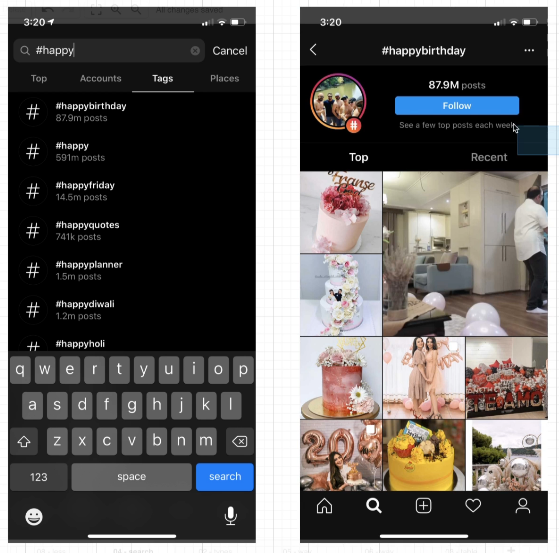 All changes saved
3:20
#happy
Cancel
Top
Accounts
Tags
Places
#happybirthday
87.9m posts
#happy
591m posts
#happyfriday
14.5m posts
#happyquotes
741k posts
#happyplanner
1.5m posts
#happydiwali
1.2m posts
#happyholi
q w e r t y u i o p
a s d f g h j k l
z x c v b n m
123
space
search
3:20
#happybirthday
87.9M posts
Follow
See a few top posts each week
Top
Recent